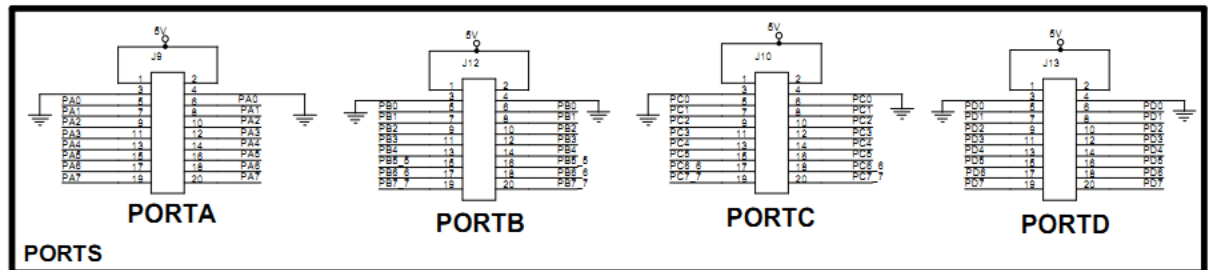 5V 5V 5V 5V
J9 J12 J10 J13
1 2 1 2 1 2 1 2
3 4 3 4 3 4 3 4
PA0 5 6 PA0 PB0 5 6 PB0 PC0 5 6 PC0 PD0 5 6 PD0
PA1 7 8 PA1 PB1 7 8 PB1 PC1 7 8 PC1 PD1 7 8 PD1
PA2 9 10 PA2 PB2 9 10 PB2 PC2 9 10 PC2 PD2 9 10 PD2
PA3 11 12 PA3 PB3 11 12 PB3 PC3 11 12 PC3 PD3 11 12 PD3
PA4 13 14 PA4 PB4 13 14 PB4 PC4 13 14 PC4 PD4 13 14 PD4
PA5 15 16 PA5 PB5_5 15 16 PB5_5 PC5 15 16 PC5 PD5 15 16 PD5
PA6 17 18 PA6 PB6_6 17 18 PB6_6 PC6_6 17 18 PC6_6 PD6 17 18 PD6
PA7 19 20 PA7 PB7_7 19 20 PB7_7 PC7_7 19 20 PC7_7 PD7 19 20 PD7
PORTA PORTB PORTC PORTD
PORTS